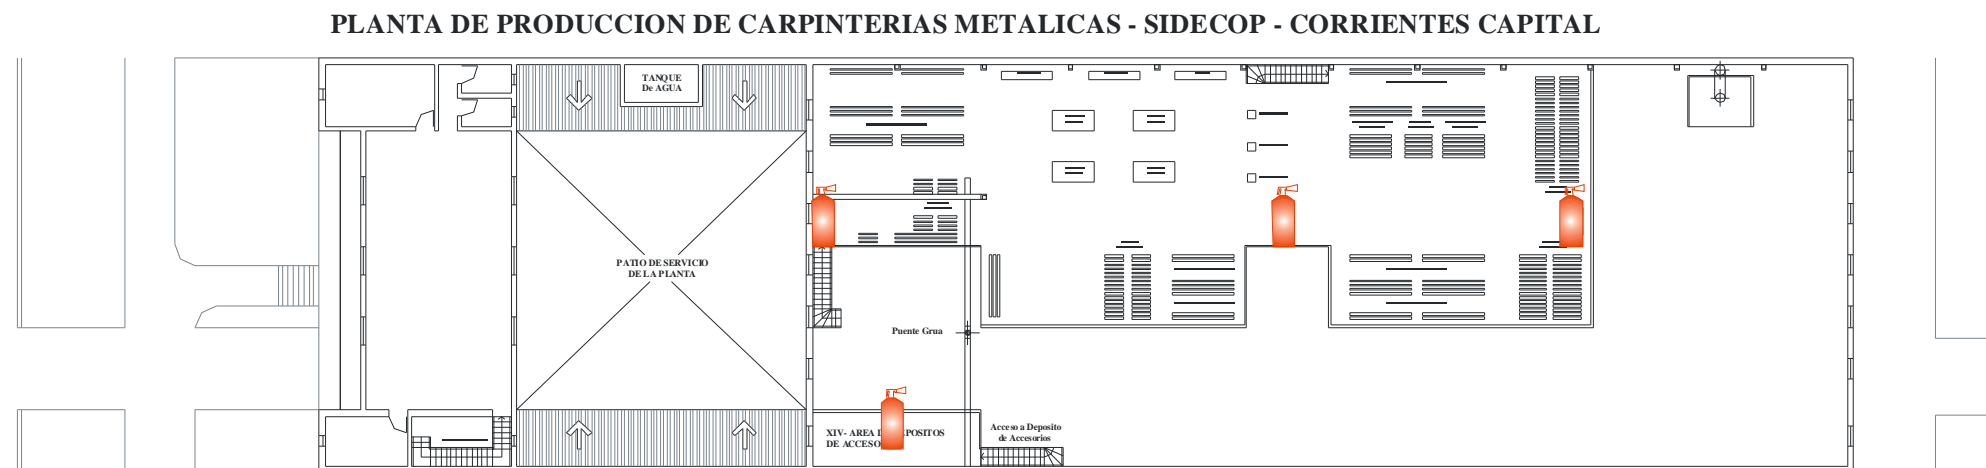 PLANTA DE PRODUCCION DE CARPINTERIAS METALICAS - SIDECOP - CORRIENTES CAPITAL
TANQUE
De AGUA
PATIO DE SERVICIO
DE LA PLANTA
Puente Grua
XIV- AREA POSITOS
DE ACCESO
Acceso a Deposito
de Accesorios